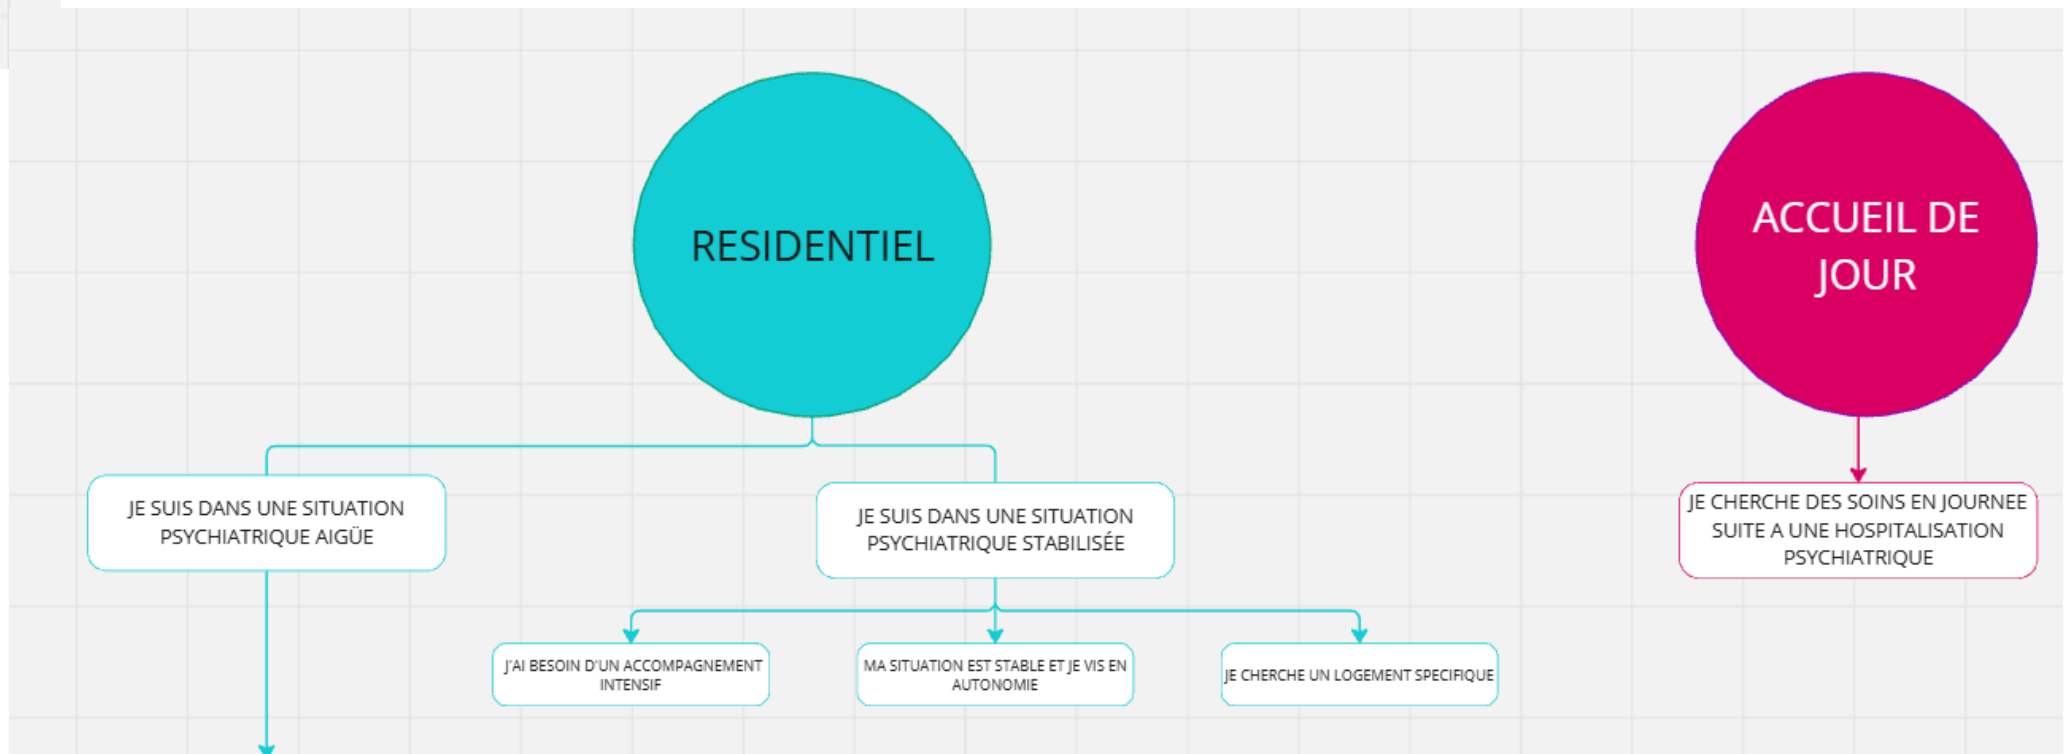 RESIDENTIEL
ACCUEIL DE
JOUR
JE SUIS DANS UNE SITUATION
PSYCHIATRIQUE AIGÜE
JE SUIS DANS UNE SITUATION
PSYCHIATRIQUE STABILISÉE
JE CHERCHE DES SOINS EN JOURNEE
SUITE A UNE HOSPITALISATION
PSYCHIATRIQUE
J'AI BESOIN D'UN ACCOMPAGNEMENT
INTENSIF
MA SITUATION EST STABLE ET JE VIS EN
AUTONOMIE
JE CHERCHE UN LOGEMENT SPECIFIQUE